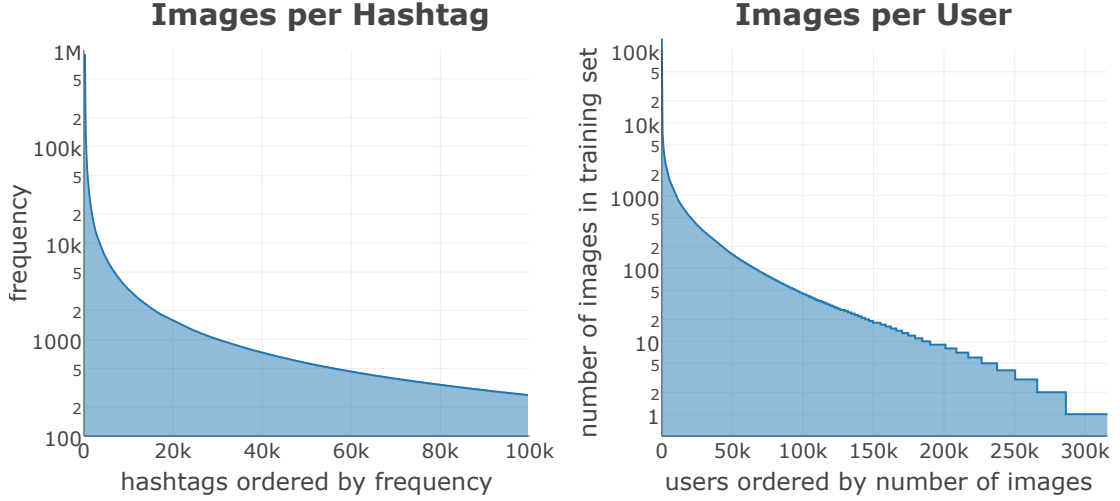 Images per Hashtag
frequency
1M
5
2
100k
5
2
10k
5
2
1000
5
2
100
0 20k 40k 60k 80k 100k
hashtags ordered by frequency
Images per User
number of images in training set
100k
5
2
10k
5
2
1000
5
2
100
5
2
10
5
2
1
0 50k 100k 150k 200k 250k 300k
users ordered by number of images